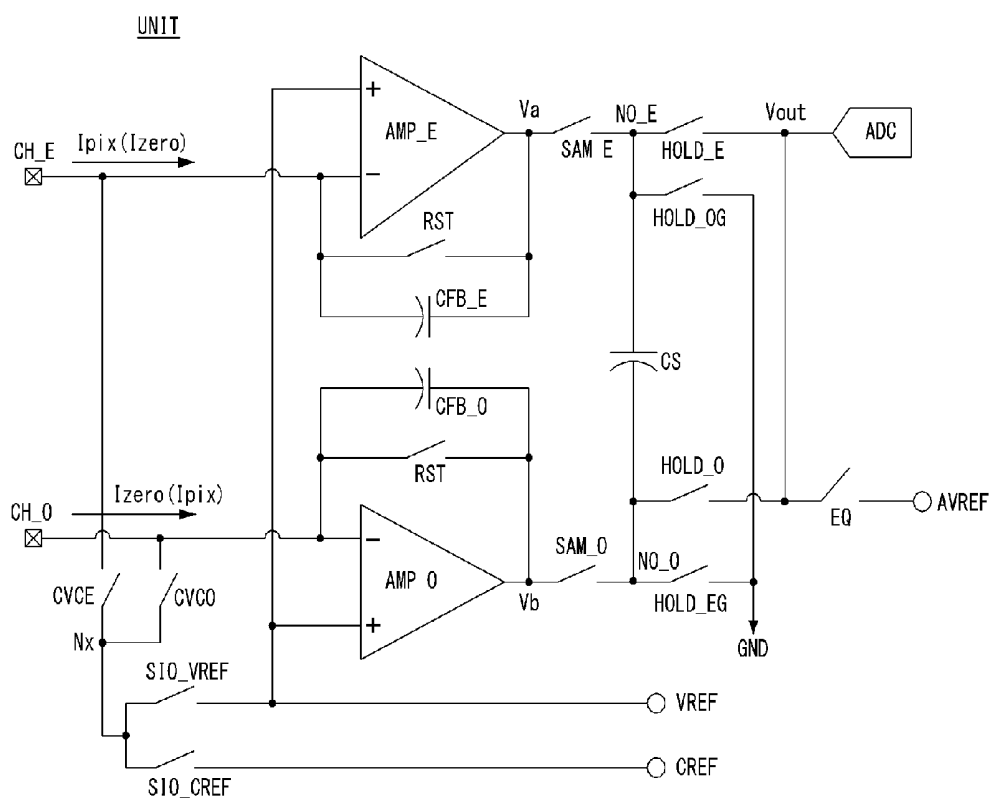 UNIT
Va
NO_E
Vout
+
AMP_E
ADC
SAM_E
HOLD_E
CH_E
Ipix(Izero)
−
HOLD_OG
RST
CFB_E
CS
CFB_O
RST
HOLD_O
Izero(Ipix)
CH_O
AVREF
EQ
−
SAM_O
NO_O
AMP_O
CVCE
CVCO
Vb
HOLD_EG
+
Nx
GND
SIO_VREF
VREF
CREF
SIO_CREF